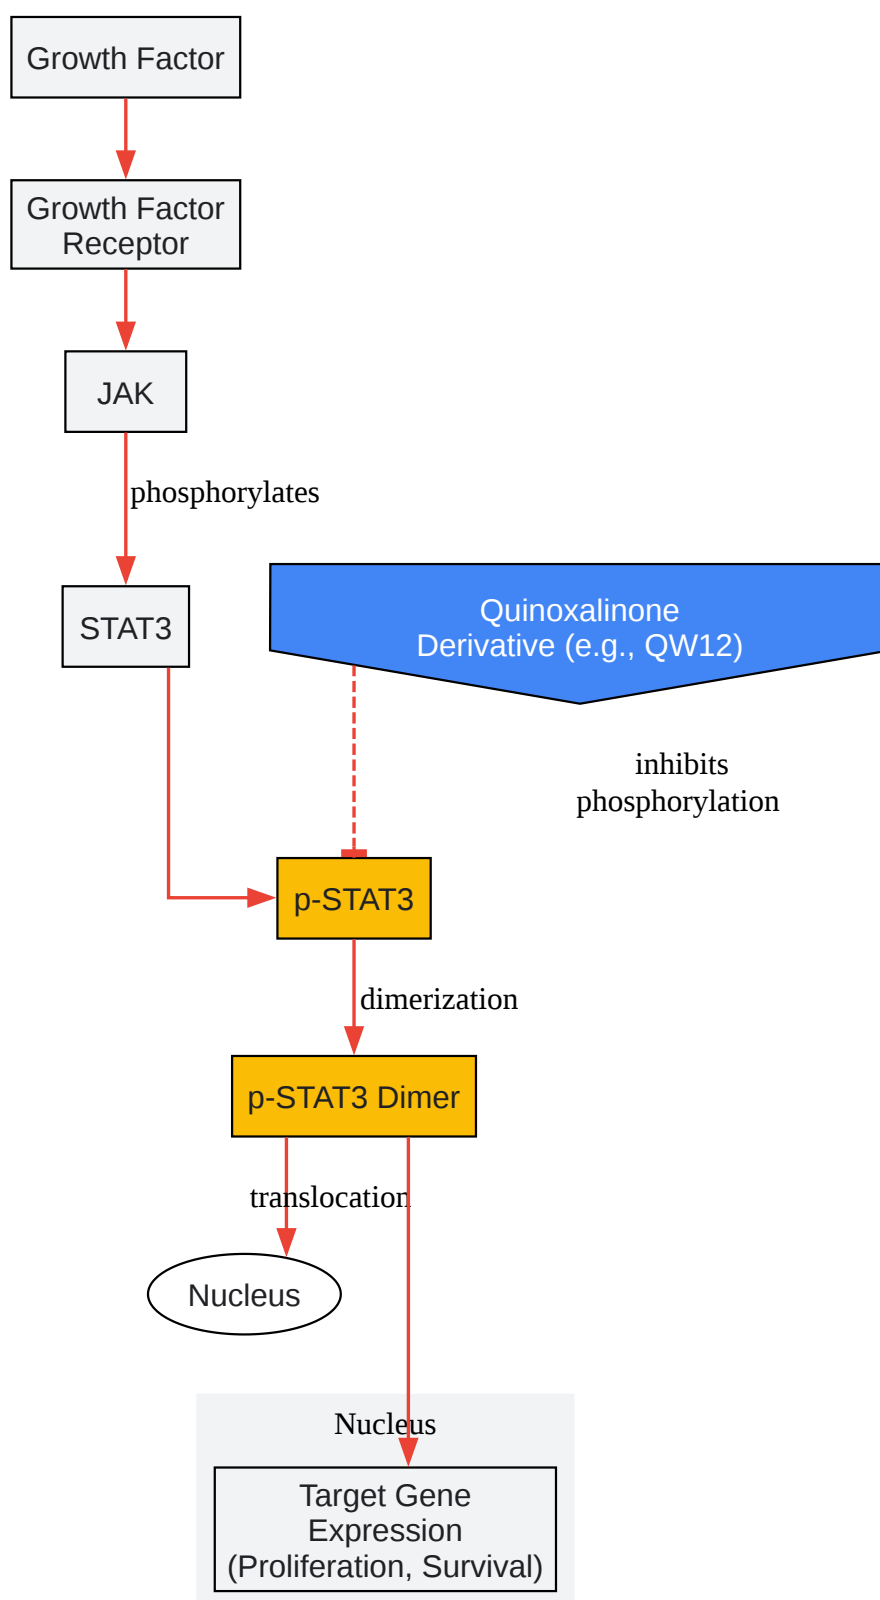 Growth Factor
Growth Factor
Receptor
JAK
phosphorylates
STAT3
Quinoxalinone
Derivative (e.g., QW12)
inhibits
phosphorylation
p-STAT3
dimerization
p-STAT3 Dimer
translocation
Nucleus
Nucleus
Target Gene
Expression
(Proliferation, Survival)